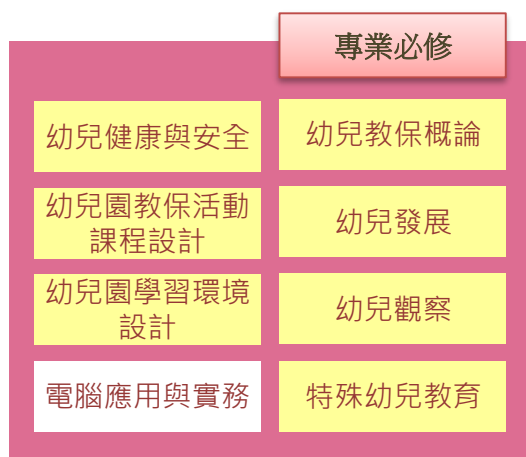 專業必修
幼兒健康與安全
幼兒教保概論
幼兒園教保活動
課程設計
幼兒發展
幼兒園學習環境
設計
幼兒觀察
電腦應用與實務
特殊幼兒教育